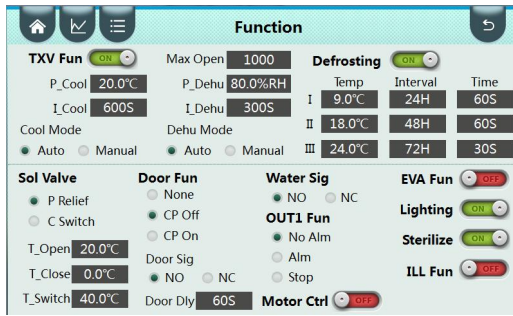 Function
TXV Fun ON Max Open 1000 Defrosting ON
P_Cool 20.0℃ P_Dehu 80.0%RH Temp Interval Time
I_Cool 600S I_Dehu 300S I 9.0℃ 24H 60S
Cool Mode Dehu Mode II 18.0℃ 48H 60S
Auto Manual Auto Manual III 24.0℃ 72H 30S
Sol Valve Door Fun Water Sig EVA Fun OFF
P Relief None NO NC
C Switch CP Off OUT1 Fun Lighting ON
T_Open 20.0℃ CP On No Alm Sterilize ON
T_Close 0.0℃ Door Sig Alm ILL Fun OFF
NO NC Stop
T_Switch 40.0℃ Door Dly 60S Motor Ctrl OFF